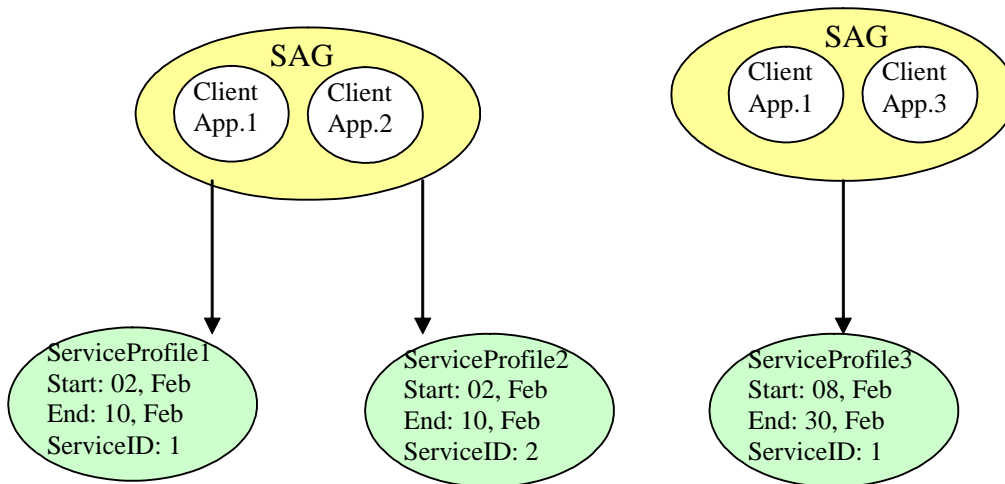 SAG
Client
App.1
Client
App.2
SAG
Client
App.1
Client
App.3
ServiceProfile1
Start: 02, Feb
End: 10, Feb
ServiceID: 1
ServiceProfile2
Start: 02, Feb
End: 10, Feb
ServiceID: 2
ServiceProfile3
Start: 08, Feb
End: 30, Feb
ServiceID: 1